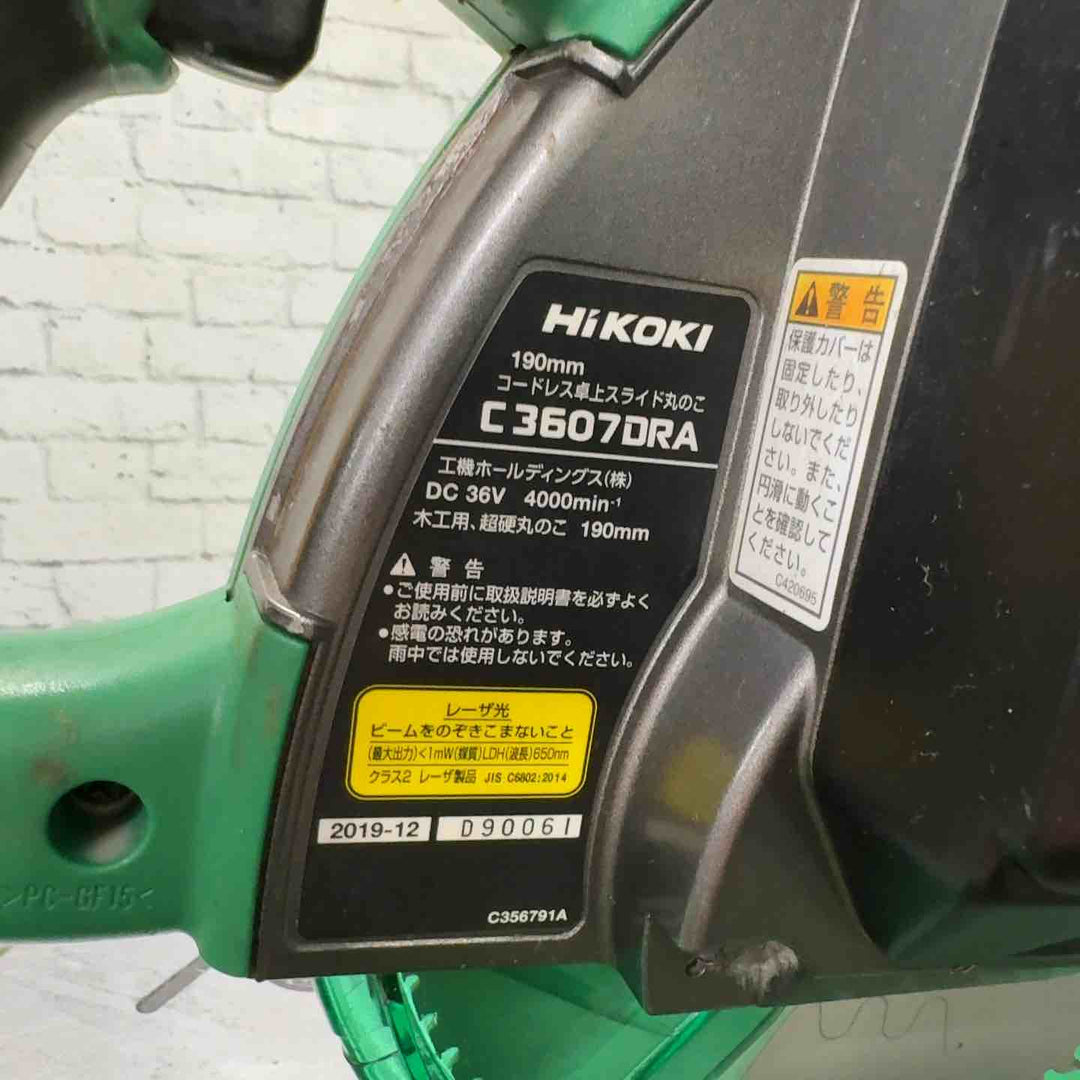 HiKOKI
190mm
コードレス卓上スライド丸のこ
C3607DRA
工機ホールディングス(株)
DC 36V 4000min-1
木工用、超硬丸のこ 190mm
警告
•ご使用前に取扱説明書を必ずよく
お読みください。
•感電の恐れがあります。
雨中では使用しないでください。
レーザ光
ビームをのぞきこまないこと
(最大出力)<1mW(媒質)LDH(波長)650nm
クラス2 レーザ製品 JIS C6802:2014
2019-12 D90061
C356791A
警告
保護カバーは
固定したり、
取り外したり
しないでくだ
さい。また、
円滑に動くこ
とを確認して
ください。
C420695
>PC-GF15<